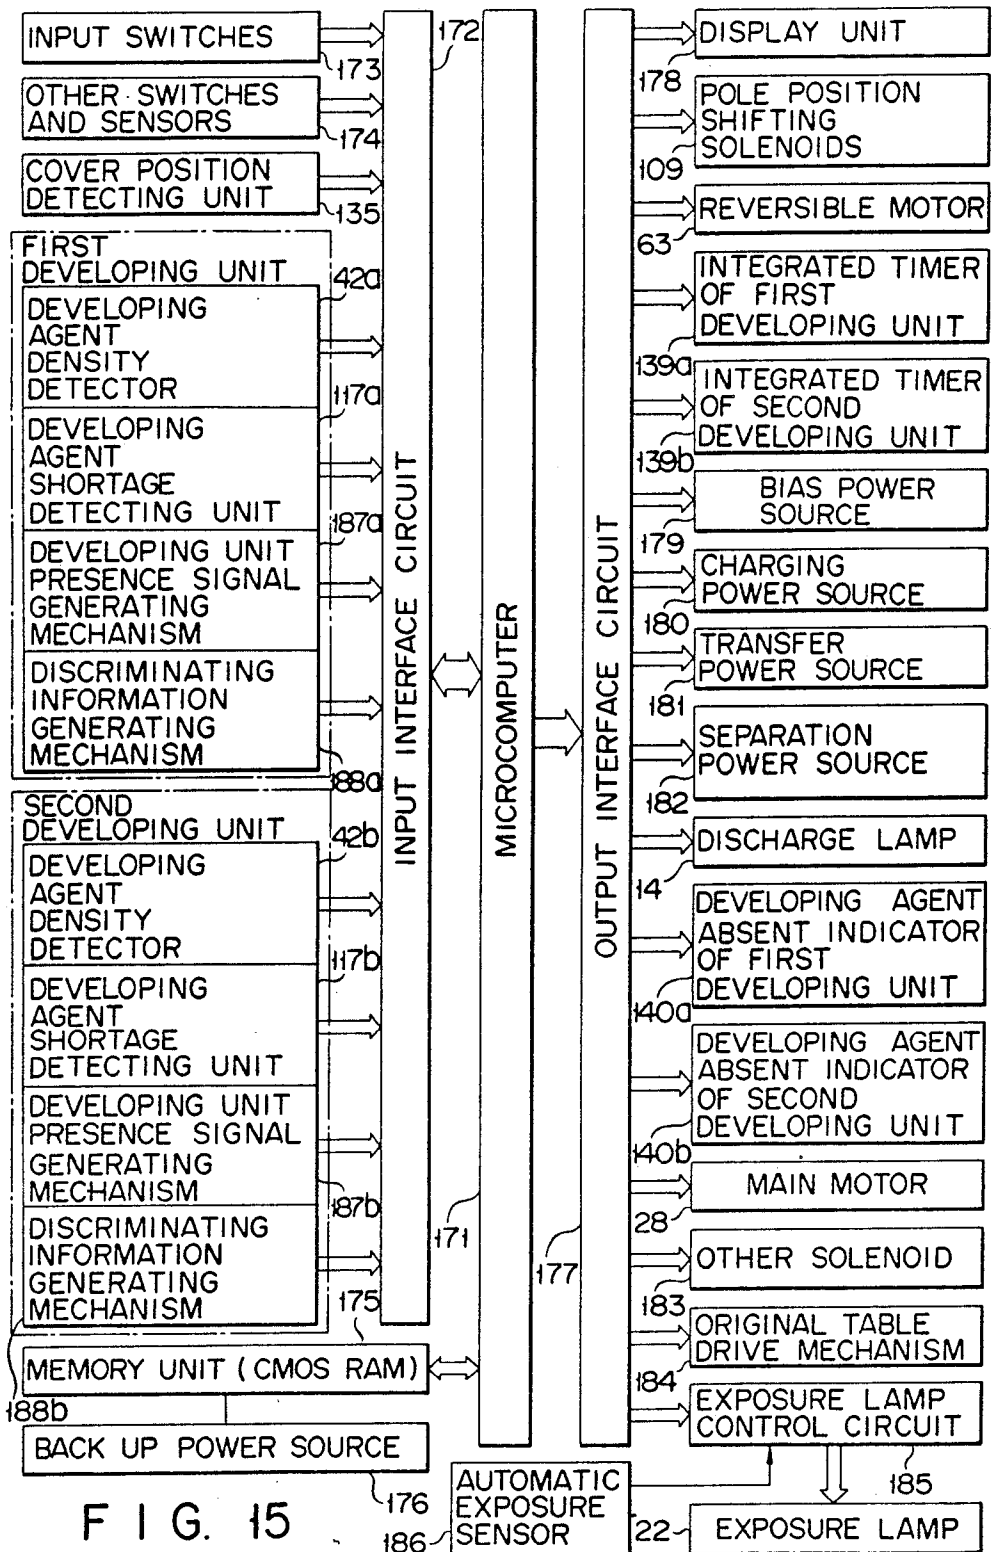 INPUT SWITCHES
173
OTHER SWITCHES
AND SENSORS
174
COVER POSITION
DETECTING UNIT
135
FIRST
DEVELOPING UNIT
42a
DEVELOPING
AGENT
DENSITY
DETECTOR
117a
DEVELOPING
AGENT
SHORTAGE
DETECTING UNIT
187a
DEVELOPING UNIT
PRESENCE SIGNAL
GENERATING
MECHANISM
DISCRIMINATING
INFORMATION
GENERATING
MECHANISM
188a
SECOND
DEVELOPING UNIT
42b
DEVELOPING
AGENT
DENSITY
DETECTOR
117b
DEVELOPING
AGENT
SHORTAGE
DETECTING UNIT
DEVELOPING UNIT
PRESENCE SIGNAL
GENERATING
MECHANISM
187b
DISCRIMINATING
INFORMATION
GENERATING
MECHANISM
188b
175
MEMORY UNIT (CMOS RAM)
BACK UP POWER SOURCE
176
172
INPUT INTERFACE CIRCUIT
MICROCOMPUTER
171
OUTPUT INTERFACE CIRCUIT
177
DISPLAY UNIT
178
POLE POSITION
SHIFTING
SOLENOIDS
109
REVERSIBLE MOTOR
63
INTEGRATED TIMER
OF FIRST
DEVELOPING UNIT
139a
INTEGRATED TIMER
OF SECOND
DEVELOPING UNIT
139b
BIAS POWER
SOURCE
179
CHARGING
POWER SOURCE
180
TRANSFER
POWER SOURCE
181
SEPARATION
POWER SOURCE
182
DISCHARGE LAMP
14
DEVELOPING AGENT
ABSENT INDICATOR
OF FIRST
DEVELOPING UNIT
140a
DEVELOPING AGENT
ABSENT INDICATOR
OF SECOND
DEVELOPING UNIT
140b
MAIN MOTOR
28
OTHER SOLENOID
183
ORIGINAL TABLE
DRIVE MECHANISM
184
EXPOSURE LAMP
CONTROL CIRCUIT
185
AUTOMATIC
EXPOSURE
SENSOR
186
22
EXPOSURE LAMP
FIG. 15